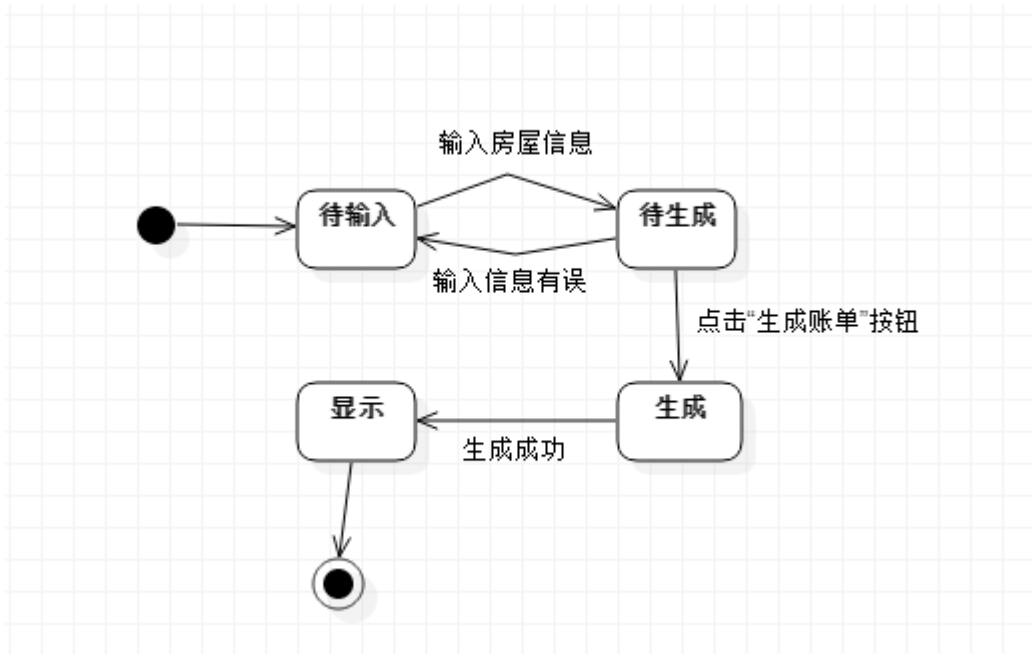 输入房屋信息
待输入
待生成
输入信息有误
点击“生成账单”按钮
显示
生成
生成成功